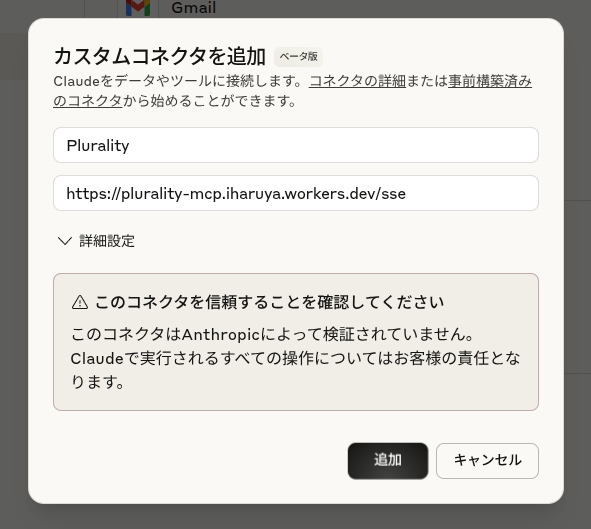 Gmail
カスタムコネクタを追加 ベータ版
Claudeをデータやツールに接続します。コネクタの詳細または事前構築済み
のコネクタから始めることができます。
Plurality
https://plurality-mcp.iharuya.workers.dev/sse
詳細設定
このコネクタを信頼することを確認してください
このコネクタはAnthropicによって検証されていません。
Claudeで実行されるすべての操作についてはお客様の責任とな
ります。
追加 キャンセル